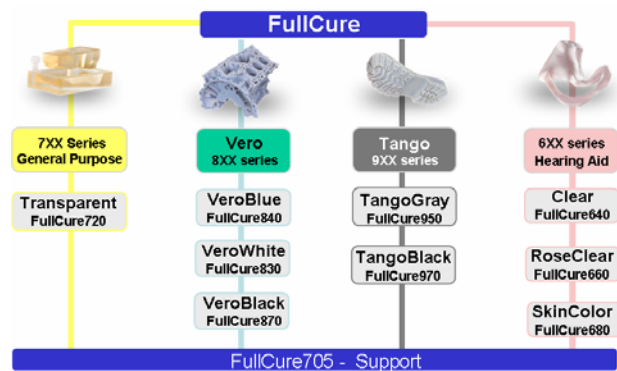 FullCure
7XX Series
General Purpose
Transparent
FullCure720
Vero
8XX series
VeroBlue
FullCure840
VeroWhite
FullCure830
VeroBlack
FullCure870
Tango
9XX series
TangoGray
FullCure950
TangoBlack
FullCure970
6XX series
Hearing Aid
Clear
FullCure640
RoseClear
FullCure660
SkinColor
FullCure680
FullCure705 - Support